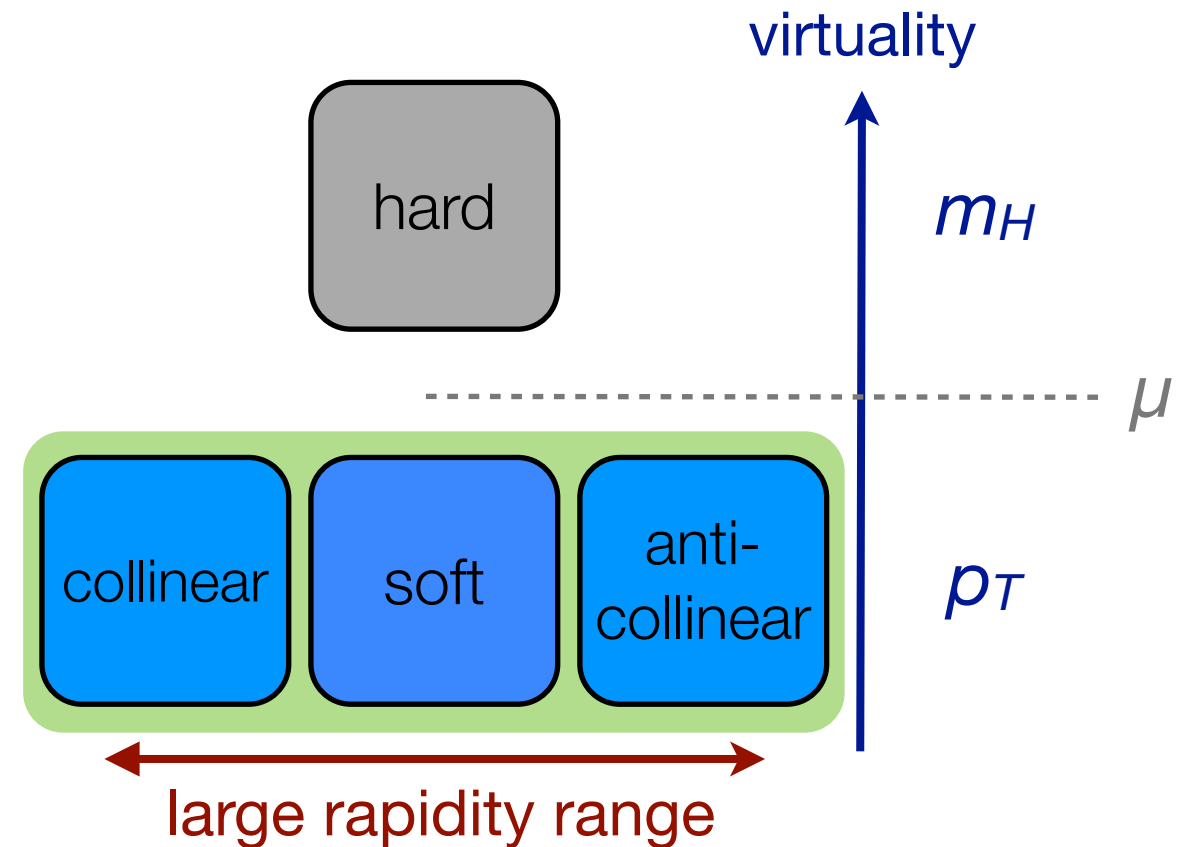 virtuality
hard
m_H
μ
collinear
soft
anti-
collinear
p_T
large rapidity range